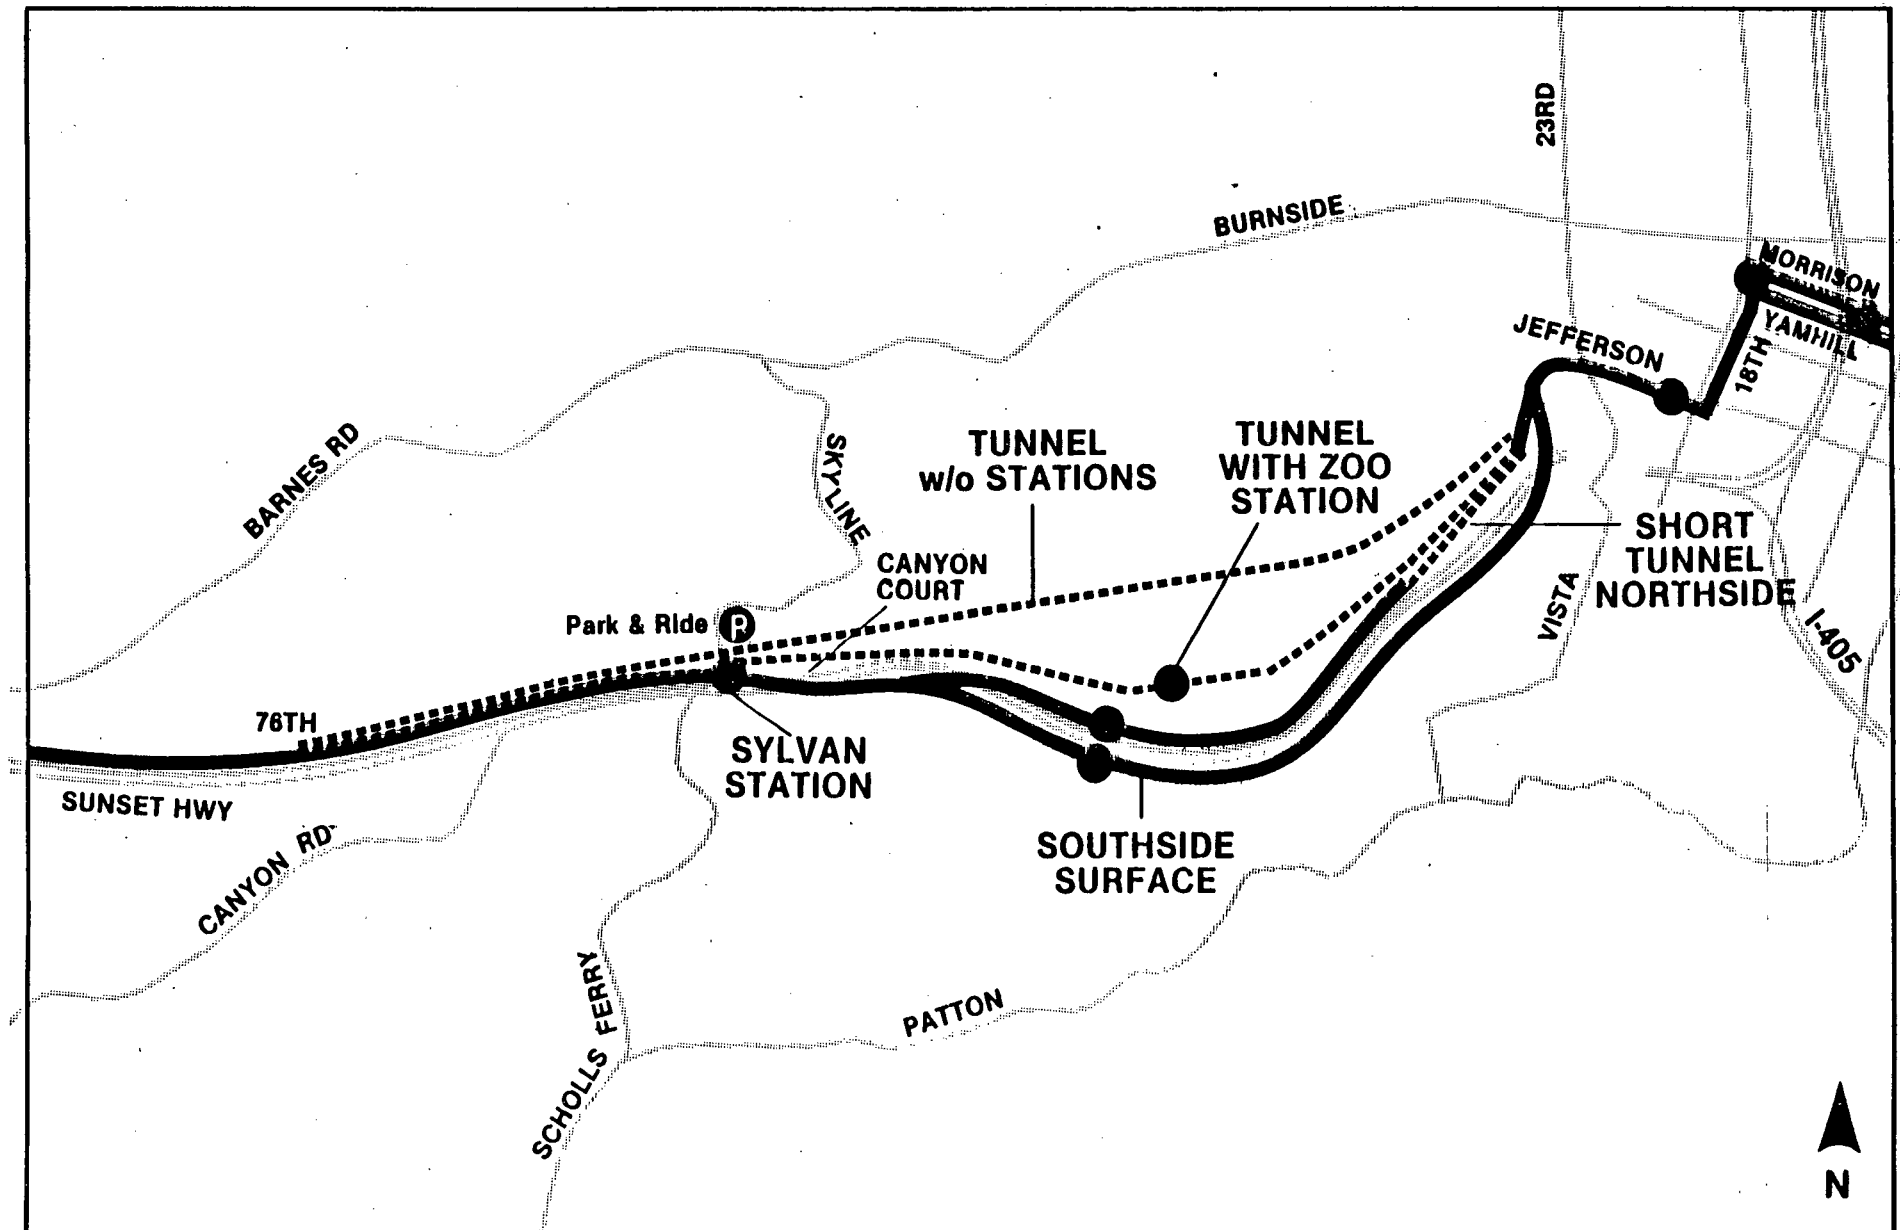 23RD
BURNSIDE
MORRISON
YAMHILL
JEFFERSON
18TH
BARNES RD
SKYLINE
TUNNEL
w/o STATIONS
TUNNEL
WITH ZOO
STATION
SHORT
TUNNEL
NORTHSIDE
CANYON
COURT
VISTA
I-405
Park & Ride
P
76TH
SYLVAN
STATION
SUNSET HWY
SOUTHSIDE
SURFACE
CANYON RD
SCHOLLS FERRY
PATTON
N